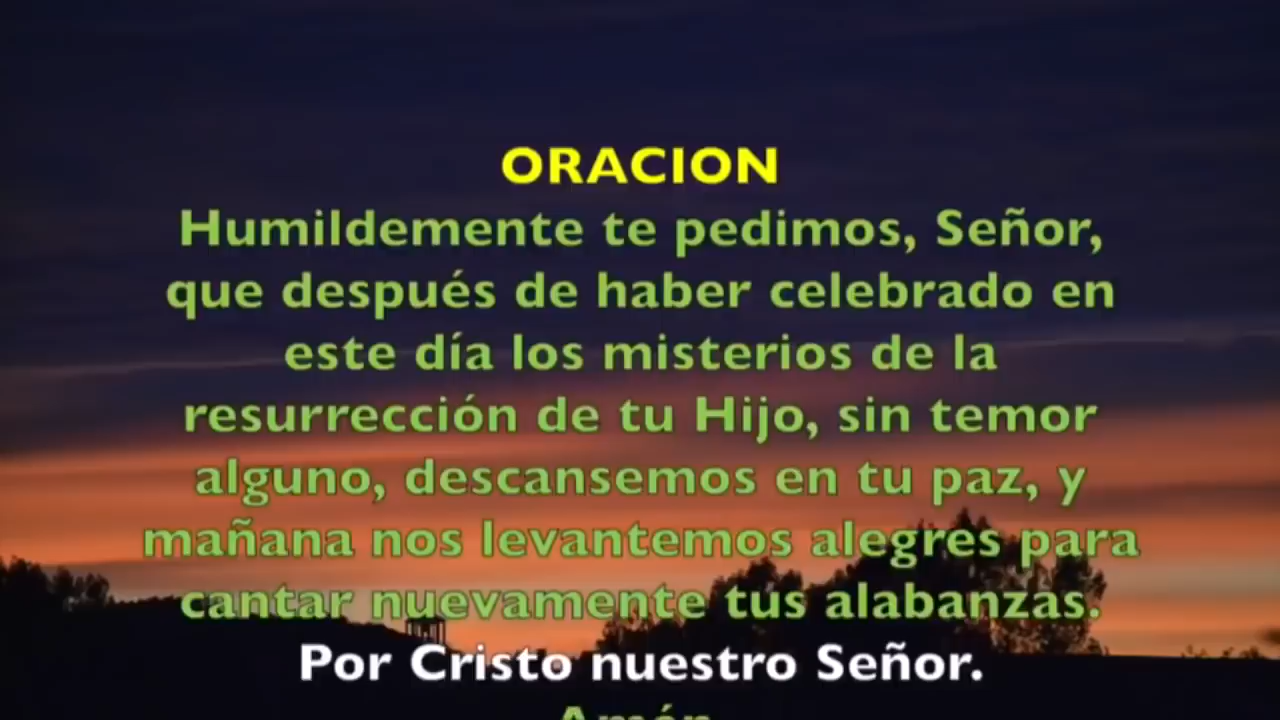 ORACION
Humildemente te pedimos, Señor,
que después de haber celebrado en
este día los misterios de la
resurrección de tu Hijo, sin temor
alguno, descansemos en tu paz, y
mañana nos levantemos alegres para
cantar nuevamente tus alabanzas.
Por Cristo nuestro Señor.
Amén